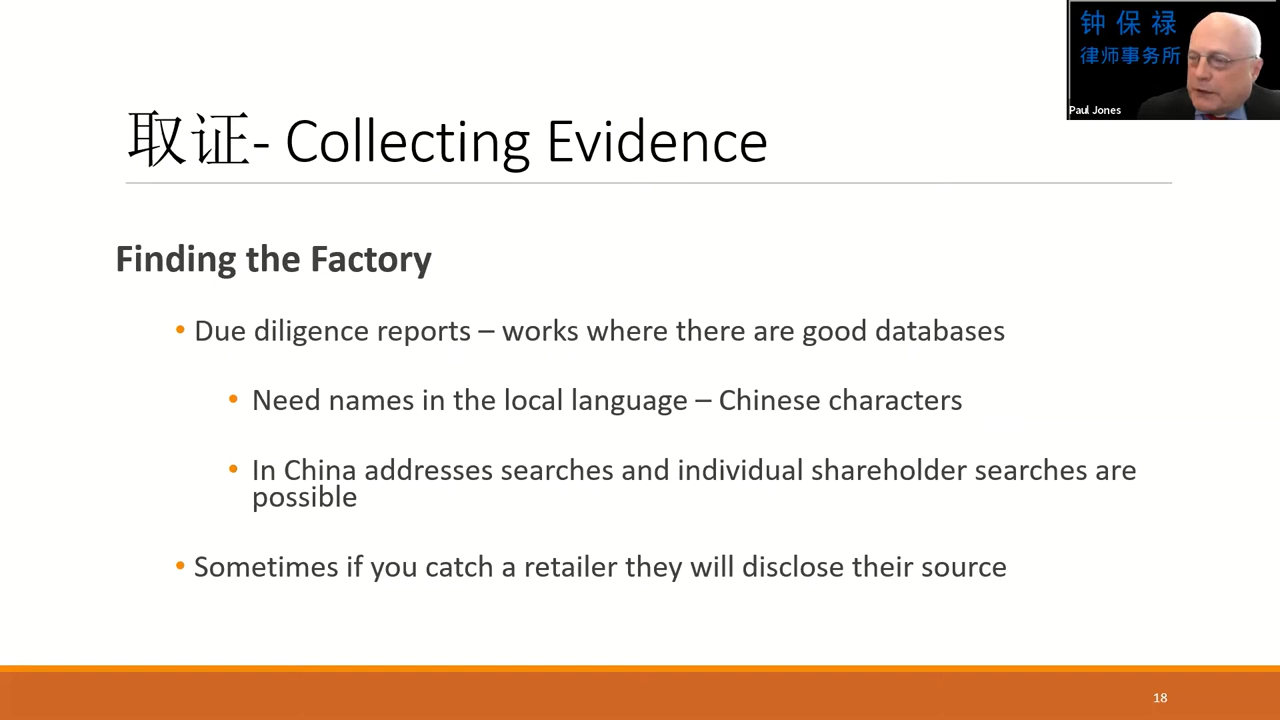 钟保禄
律师事务所
Paul Jones
取证- Collecting Evidence
Finding the Factory
• Due diligence reports – works where there are good databases
• Need names in the local language – Chinese characters
• In China addresses searches and individual shareholder searches are
possible
• Sometimes if you catch a retailer they will disclose their source
18